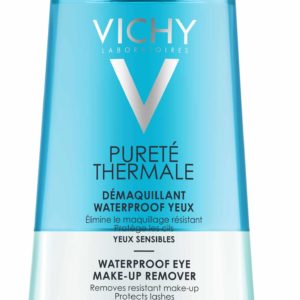 VICHY
LABORATOIRES
V
PURETÉ
THERMALE
DÉMAQUILLANT
WATERPROOF YEUX
Élimine le maquillage résistant
Protège les cils
YEUX SENSIBLES
WATERPROOF EYE
MAKE-UP REMOVER
Removes resistant make-up
Protects lashes